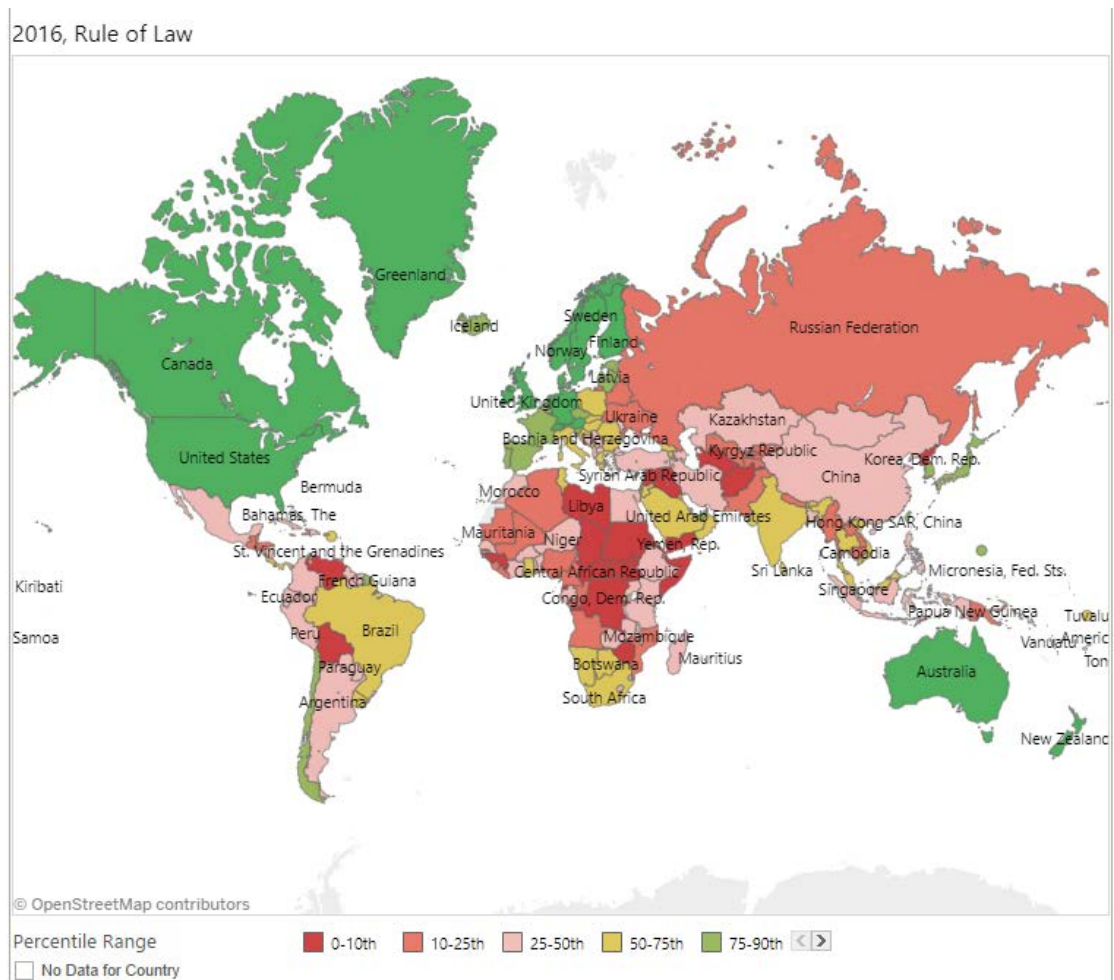 2016, Rule of Law
Greenland
Iceland
Sweden
Finland
Norway
Russian Federation
Canada
Latvia
United Kingdom
Ukraine
Kazakhstan
Bosnia and Herzegovina
United States
Kyrgyz Republic
Korea, Dem. Rep.
Syrian Arab Republic
China
Bermuda
Morocco
Libya
Bahamas, The
United Arab Emirates
Hong Kong SAR, China
Mauritania
Niger
Yemen, Rep.
St. Vincent and the Grenadines
Cambodia
Central African Republic
Sri Lanka
Micronesia, Fed. Sts.
Kiribati
French Guiana
Singapore
Ecuador
Congo, Dem. Rep.
Papua New Guinea
Tuvalu
Samoa
Peru
Brazil
Mozambique
Vanuatu
Americ
Mauritius
Ton
Paraguay
Botswana
Australia
Argentina
South Africa
New Zealand
© OpenStreetMap contributors
Percentile Range
0-10th
10-25th
25-50th
50-75th
75-90th
No Data for Country